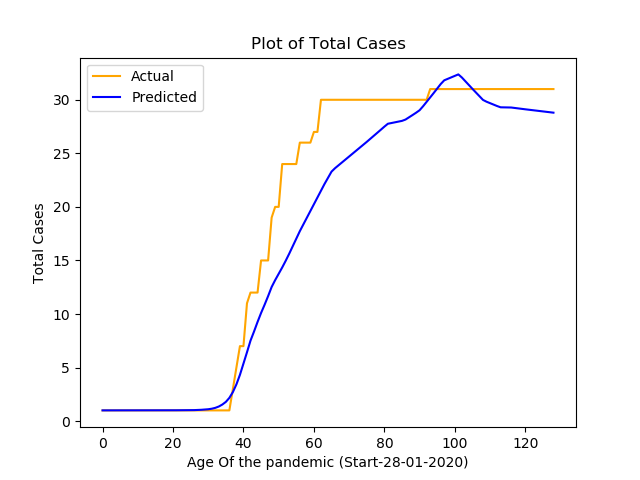 Plot of Total Cases
Actual
Predicted
30
25
20
15
10
5
0
Total Cases
0 20 40 60 80 100 120
Age Of the pandemic (Start-28-01-2020)